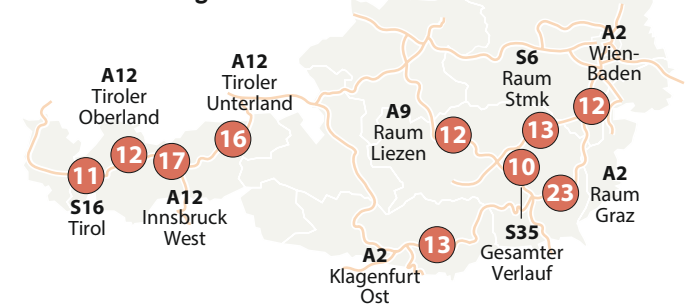 A12
Tiroler
Oberland
12
A12
Tiroler
Unterland
16
11
S16
Tirol
17
A12
Innsbruck
West
A9
Raum
Liezen
12
S6
Raum
Stmk
13
A2
Wien-
Baden
12
10
S35
Gesamter
Verlauf
23
A2
Raum
Graz
13
A2
Klagenfurt
Ost